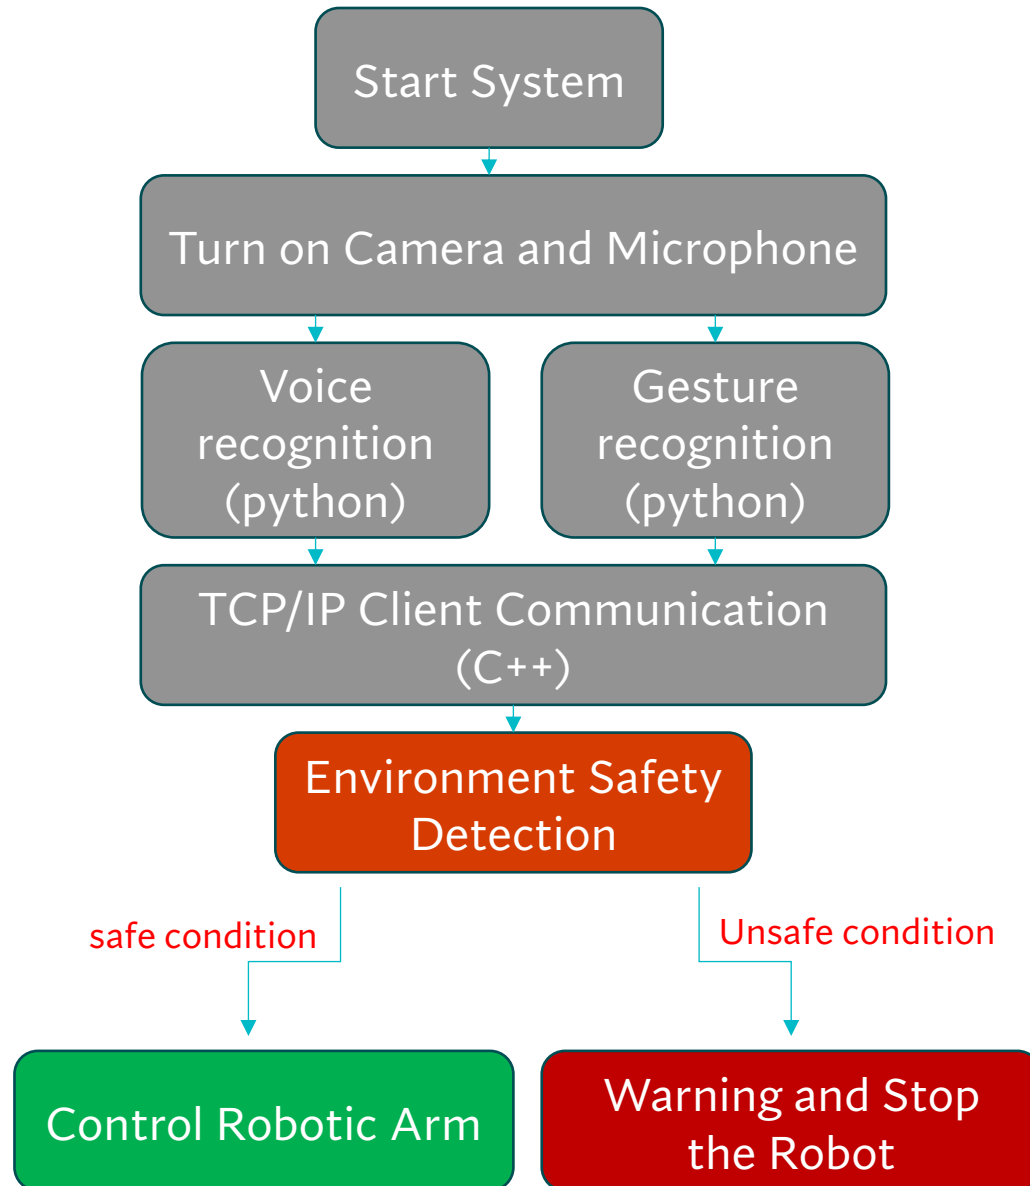 Start System
Turn on Camera and Microphone
Voice
recognition
(python)
Gesture
recognition
(python)
TCP/IP Client Communication
(C++)
Environment Safety
Detection
safe condition
Unsafe condition
Control Robotic Arm
Warning and Stop
the Robot